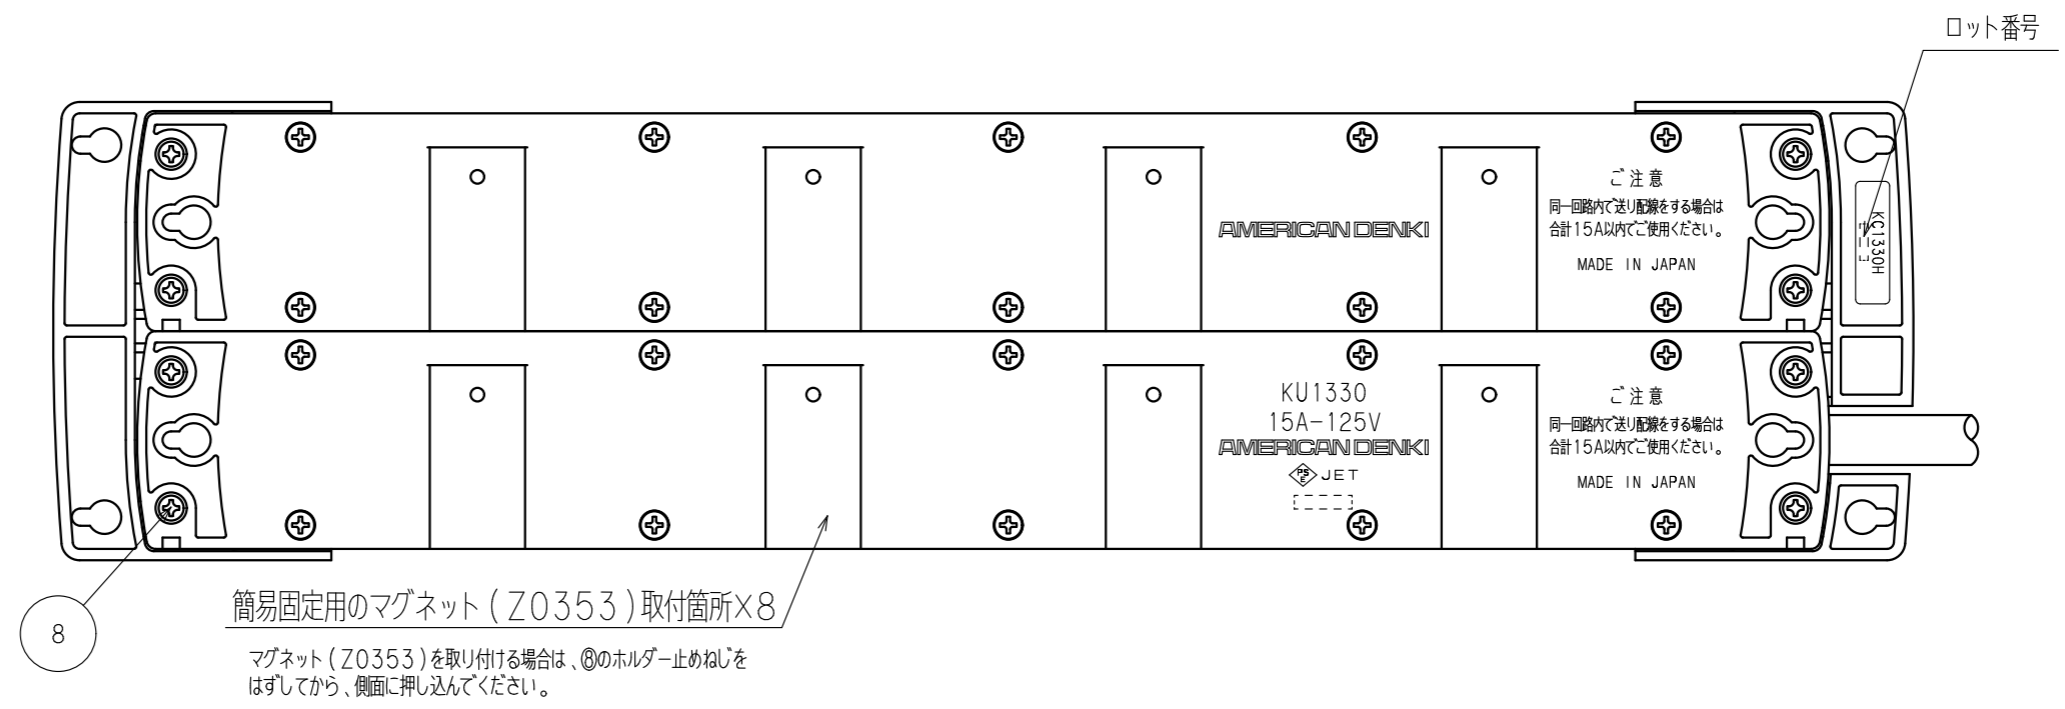 ロット番号
ご注意
同一回路内で送り配線をする場合は
合計15A以内でご使用ください。
MADE IN JAPAN
AMERICAN DENKI
KC1330H
KU1330
15A-125V
AMERICAN DENKI
PS
E
JET
ご注意
同一回路内で送り配線をする場合は
合計15A以内でご使用ください。
MADE IN JAPAN
8
簡易固定用のマグネット(Z0353)取付箇所×8
マグネット(Z0353)を取り付ける場合は、⑧のホルダー止めねじを
はずしてから、側面に押し込んでください。